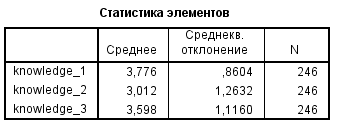 Статистика элементов
Среднее Среднекв. отклонение N
knowledge_1 3,776 ,8604 246
knowledge_2 3,012 1,2632 246
knowledge_3 3,598 1,1160 246